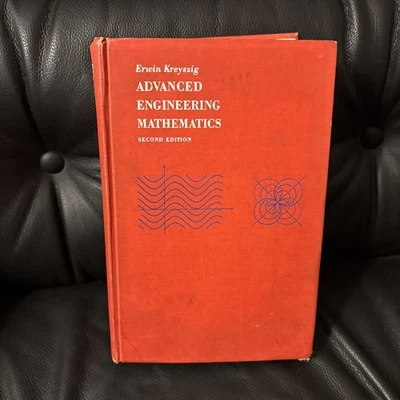 Erwin Kreyszig
ADVANCED
ENGINEERING
MATHEMATICS
SECOND EDITION